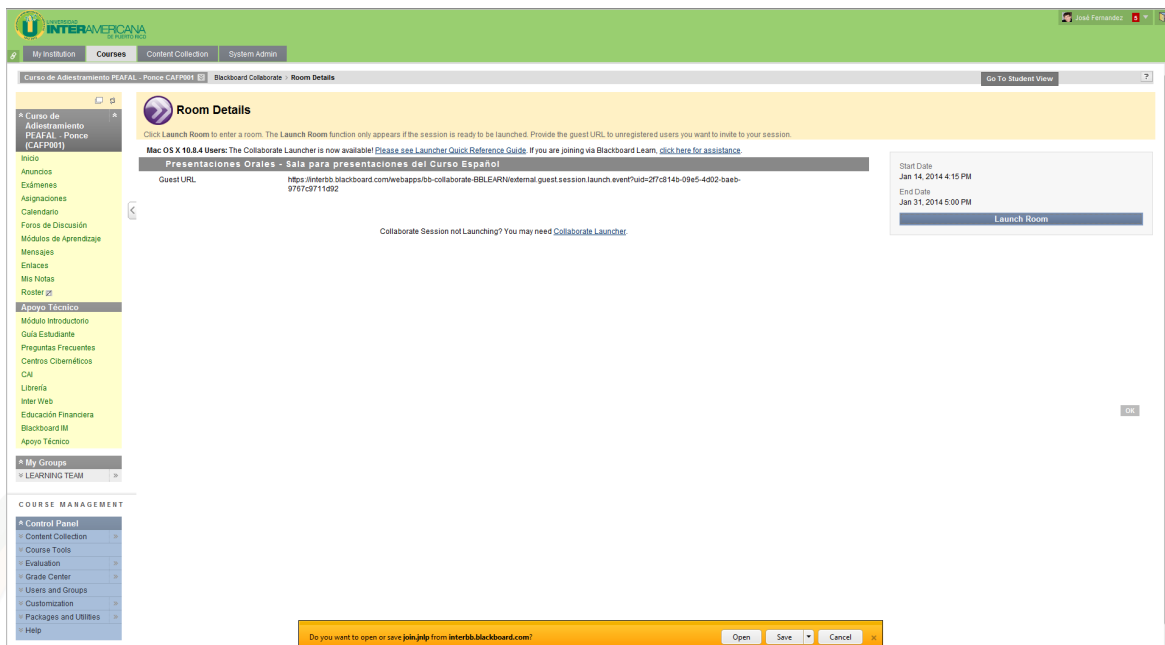 UNIVERSIDAD
INTERAMERICANA
DE PUERTO RICO
José Fernandez 5
My Institution Courses Content Collection System Admin
Curso de Adiestramiento PEAFAL - Ponce CAFP001 Blackboard Collaborate > Room Details
Go To Student View ?
Curso de
Adiestramiento
PEAFAL - Ponce
(CAFP001)
Inicio
Anuncios
Exámenes
Asignaciones
Calendario
Foros de Discusión
Módulos de Aprendizaje
Mensajes
Enlaces
Mis Notas
Roster
Apoyo Técnico
Módulo Introductorio
Guía Estudiante
Preguntas Frecuentes
Centros Cibernéticos
CAI
Librería
Inter Web
Educación Financiera
Blackboard IM
Apoyo Técnico
My Groups
LEARNING TEAM
COURSE MANAGEMENT
Control Panel
Content Collection
Course Tools
Evaluation
Grade Center
Users and Groups
Customization
Packages and Utilities
Help
Room Details
Click Launch Room to enter a room. The Launch Room function only appears if the session is ready to be launched. Provide the guest URL to unregistered users you want to invite to your session.
Mac OS X 10.8.4 Users: The Collaborate Launcher is now available! Please see Launcher Quick Reference Guide. If you are joining via Blackboard Learn, click here for assistance.
Presentaciones Orales - Sala para presentaciones del Curso Español
Guest URL https://interbb.blackboard.com/webapps/bb-collaborate-BBLEARN/external.guest.session.launch.event?uid=2f7c814b-09e5-4d02-baeb-
9767c9711d92
Collaborate Session not Launching? You may need Collaborate Launcher.
Start Date
Jan 14, 2014 4:15 PM
End Date
Jan 31, 2014 5:00 PM
Launch Room
OK
Do you want to open or save join.jnlp from interbb.blackboard.com? Open Save Cancel ×